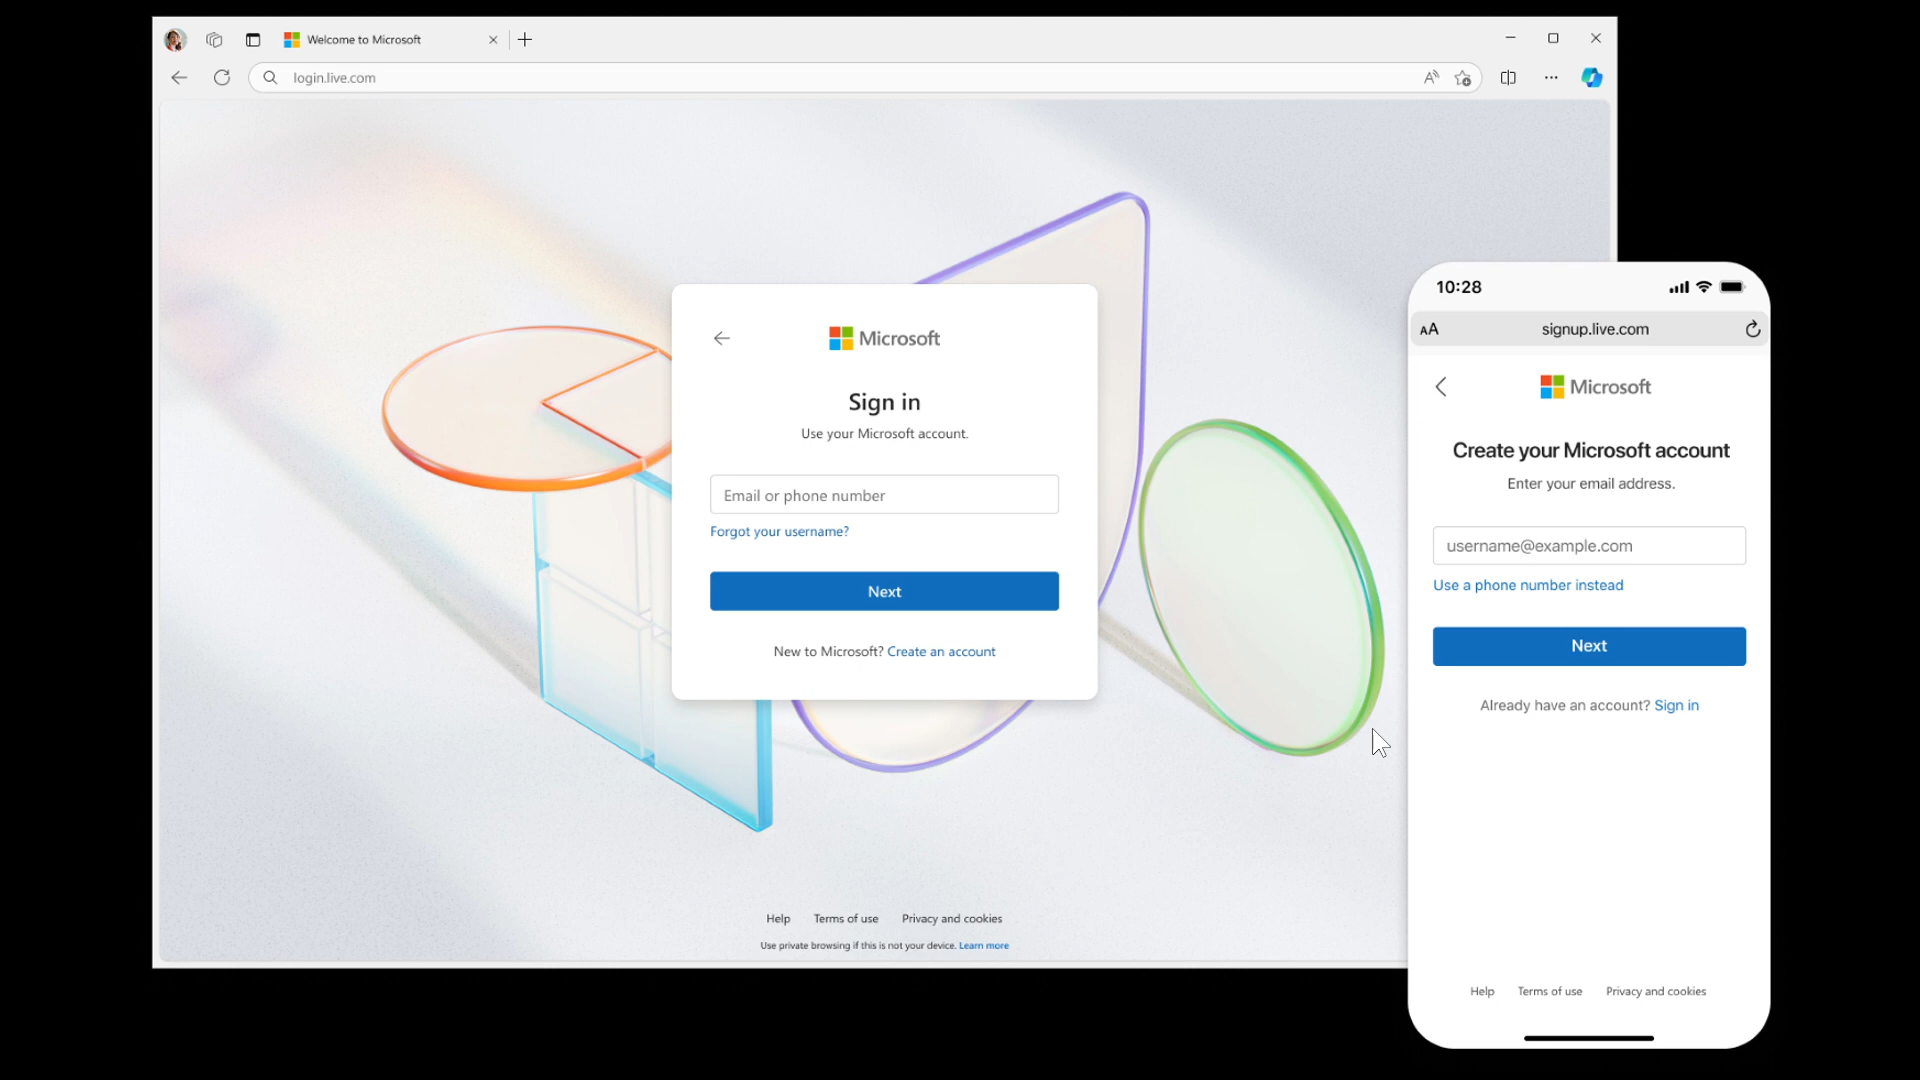 Welcome to Microsoft
login.live.com
Microsoft
Sign in
Use your Microsoft account.
Email or phone number
Forgot your username?
Next
New to Microsoft? Create an account
Help Terms of use Privacy and cookies
Use private browsing if this is not your device. Learn more
10:28
AA signup.live.com
Microsoft
Create your Microsoft account
Enter your email address.
username@example.com
Use a phone number instead
Next
Already have an account? Sign in
Help Terms of use Privacy and cookies